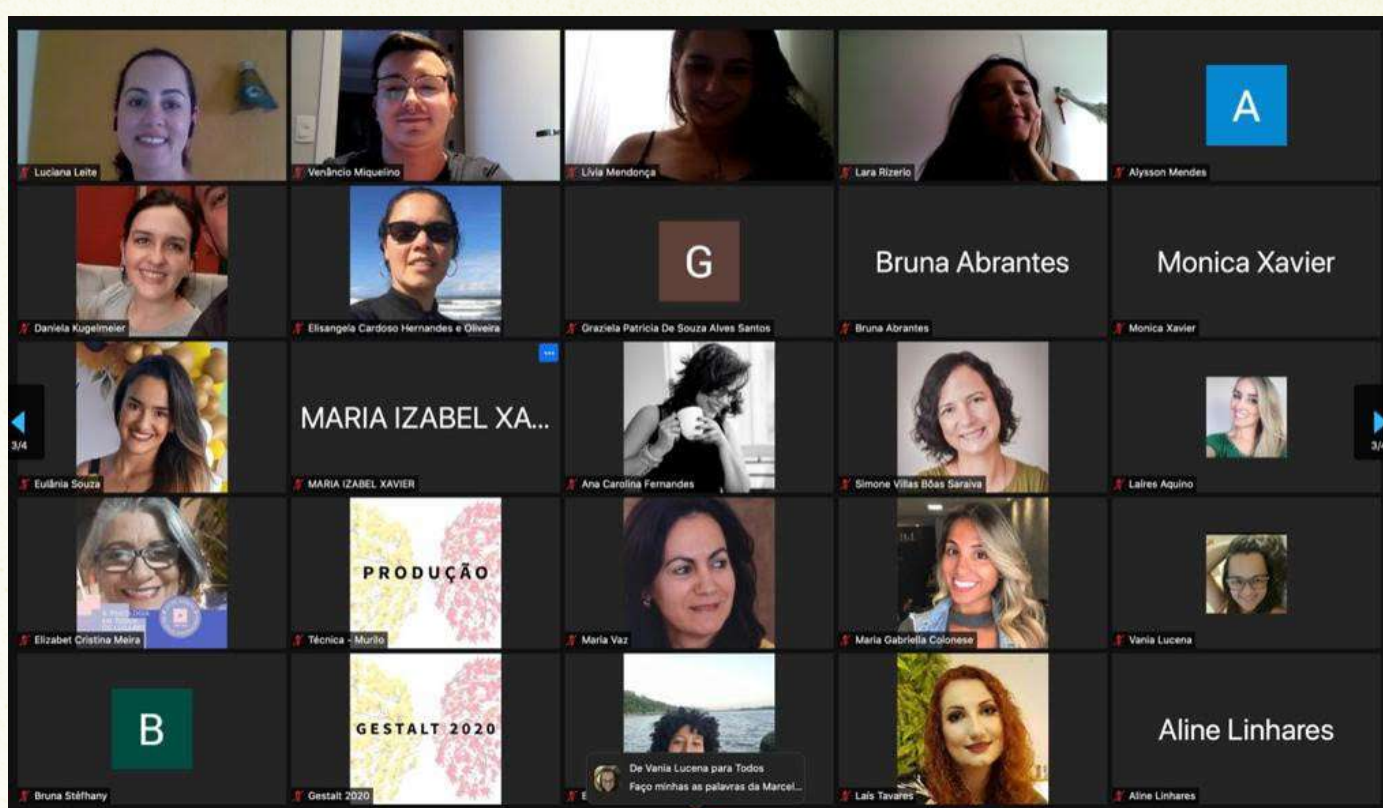 Luciana Leite
Venâncio Miquelino
Lívia Mendonça
Lara Rizerio
A
Alysson Mendes
Daniela Kugelmeier
Elisangela Cardoso Hernandes e Oliveira
G
Graziela Patricia De Souza Alves Santos
Bruna Abrantes
Bruna Abrantes
Monica Xavier
Monica Xavier
3/4
Eulânia Souza
MARIA IZABEL XA...
MARIA IZABEL XAVIER
Ana Carolina Fernandes
Simone Villas Bôas Saraiva
Laíres Aquino
Elizabet Cristina Meira
PRODUÇÃO
Técnica - Murilo
Maria Vaz
Maria Gabriella Colonese
Vania Lucena
B
Bruna Stéfhany
GESTALT 2020
Gestalt 2020
De Vania Lucena para Todos
Faço minhas as palavras da Marcel...
Laís Tavares
Aline Linhares
Aline Linhares